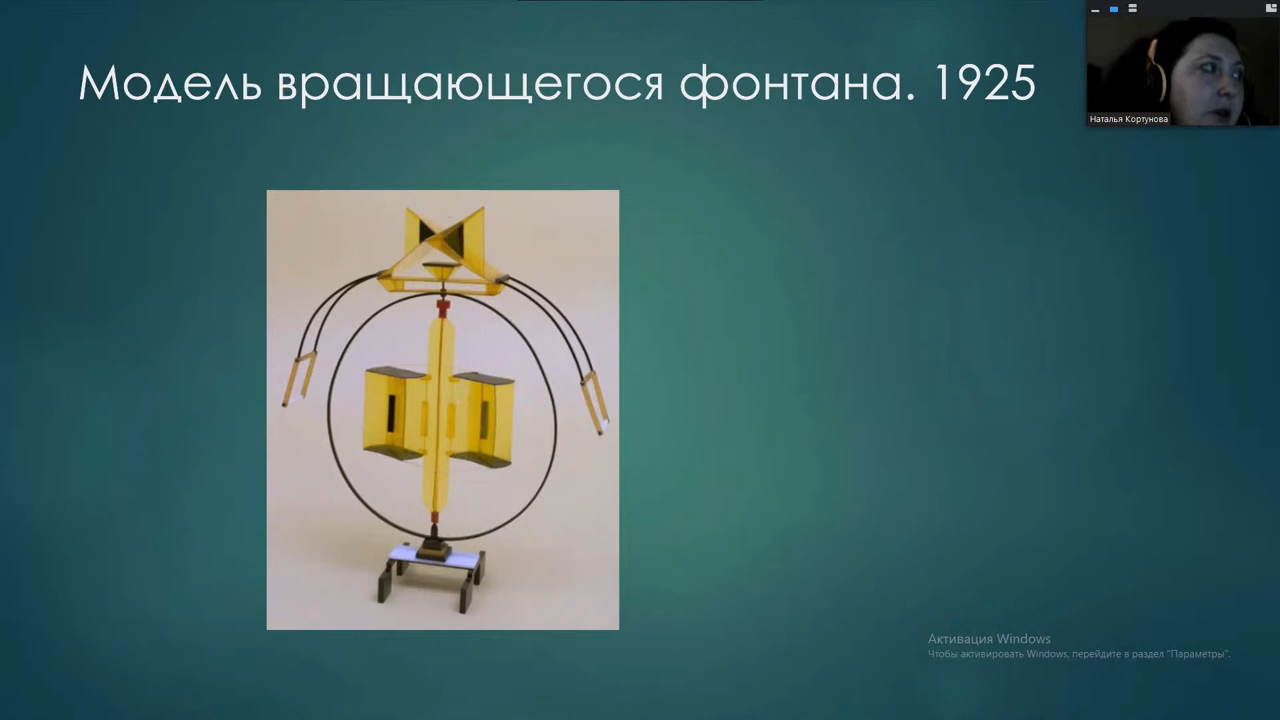 Модель вращающегося фонтана. 1925
Наталья Кортунова
Активация Windows
Чтобы активировать Windows, перейдите в раздел "Параметры".